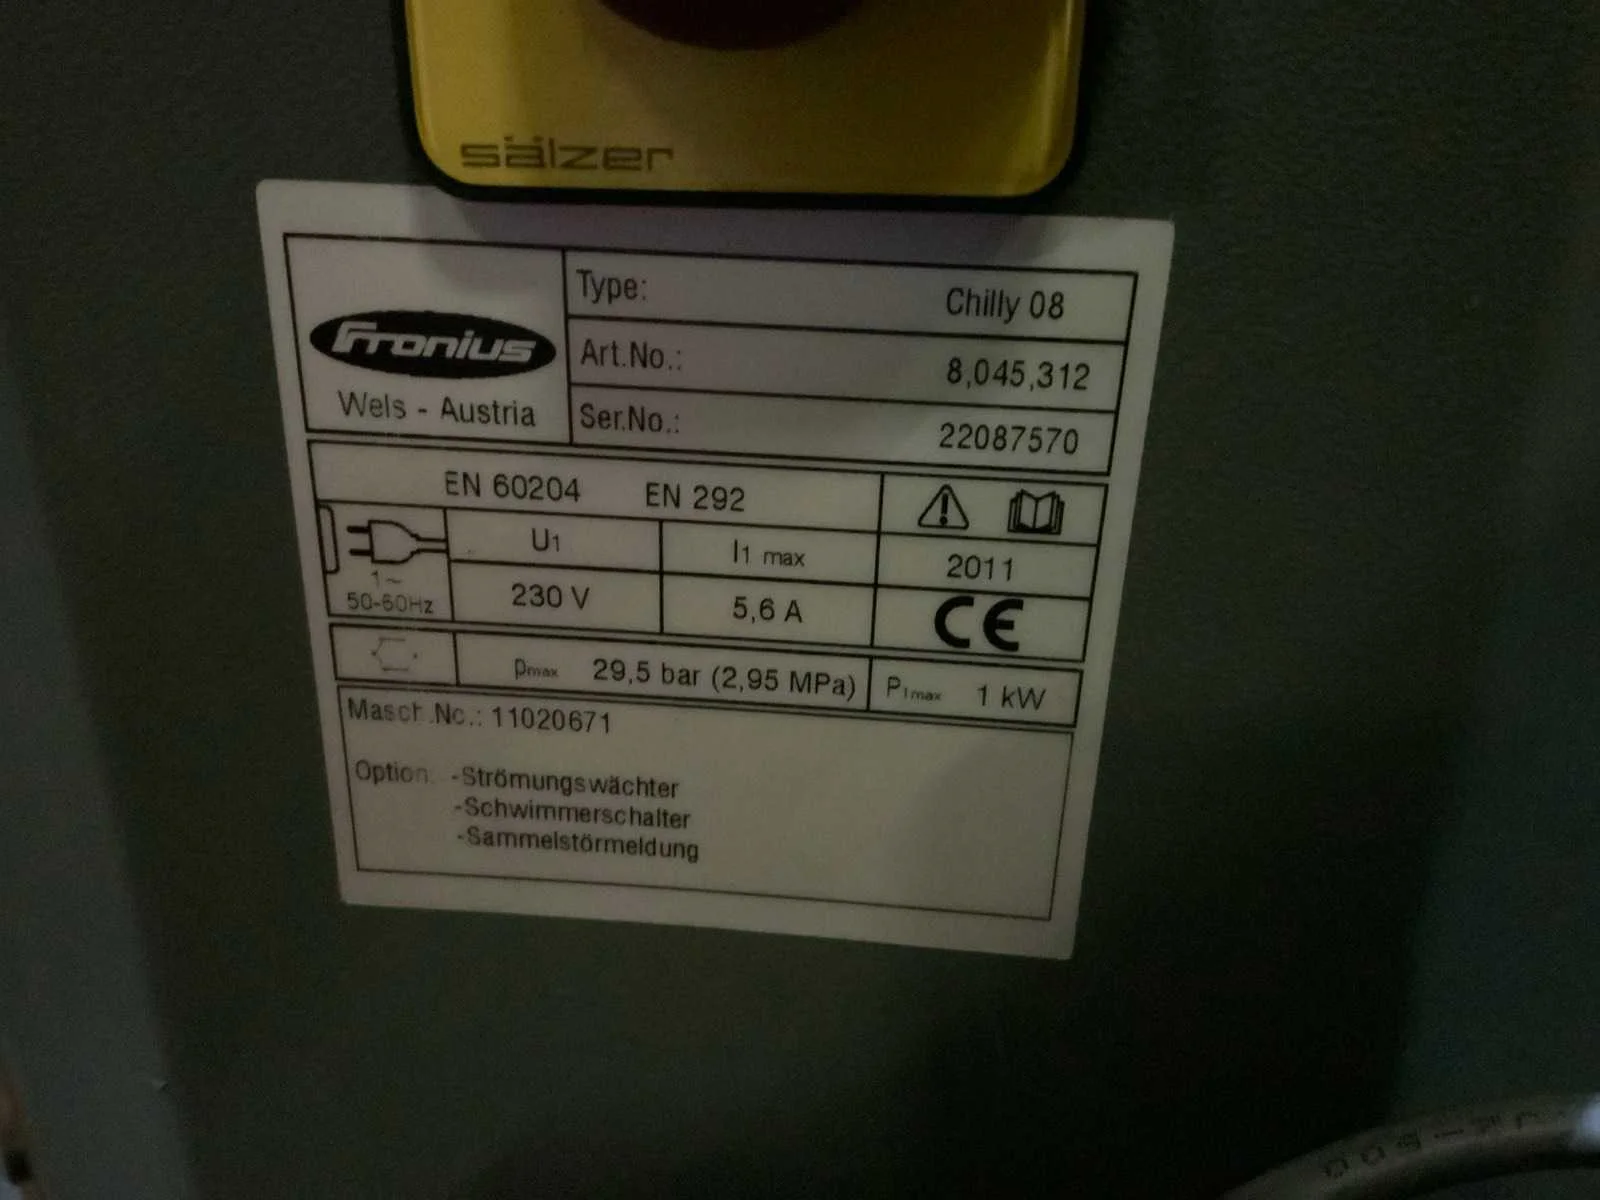 sälzer
Fronius
Wels - Austria
Type: Chilly 08
Art.No.: 8,045,312
Ser.No.: 22087570
EN 60204 EN 292
1~
50-60Hz
U1
230 V
I1 max
5,6 A
2011
CE
pmax 29,5 bar (2,95 MPa)
P1max 1 kW
Masch.No.: 11020671
Option: -Strömungswächter
-Schwimmerschalter
-Sammelstörmeldung